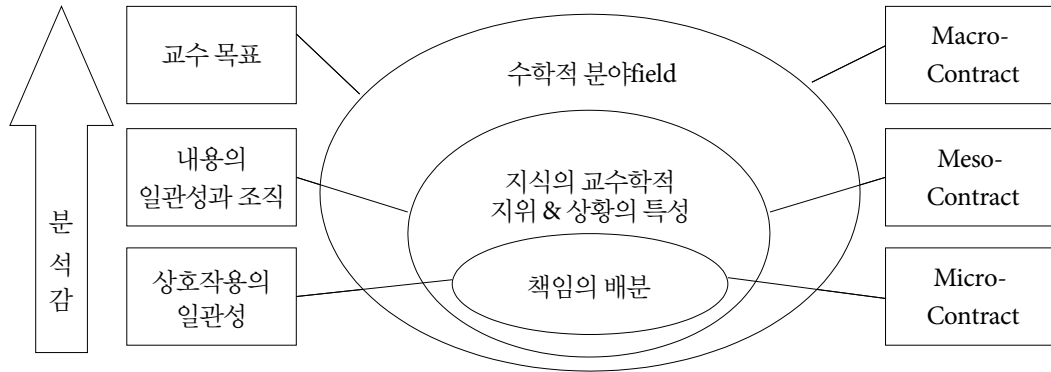 교수 목표
수학적 분야field
Macro-
Contract
내용의
일관성과 조직
지식의 교수학적
지위 & 상황의 특성
Meso-
Contract
분
석
감
상호작용의
일관성
책임의 배분
Micro-
Contract